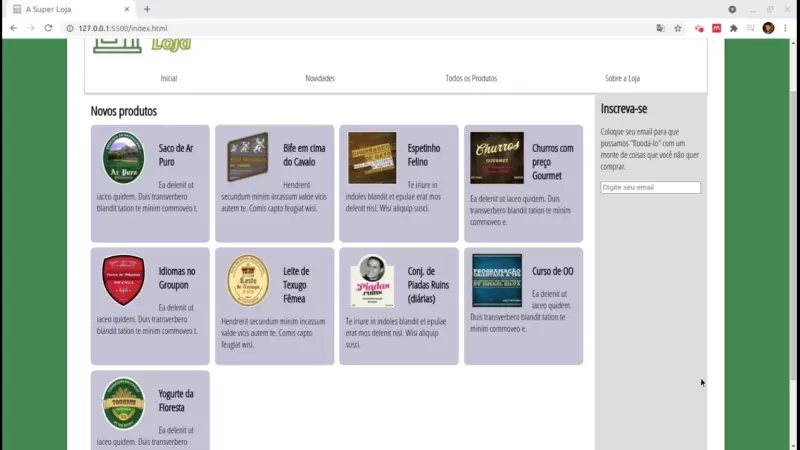 A Super Loja
127.0.0.1:5500/index.html
Loja
Inicial
Novidades
Todos os Produtos
Sobre a Loja
Novos produtos
Inscreva-se
Coloque seu email para que
possamos "floodá-lo" com um
monte de coisas que você não quer
comprar.
Digite seu email
Ar Puro
Saco de Ar
Puro
Ea delenit ut
iaceo quidem. Duis transverbero
blandit tation te minim commoveo t.
Bife em cima
do Cavalo
Hendrerit
secundum minim incassum valde vicis
autem te. Comis capto feugiat wisi.
Espetinho
Felino
Te iriure in
indoles blandit et epulae erat mos
delenit nisl. Wisi aliquip susci.
Churros
GOURMET
Churros com
preço
Gourmet
Ea delenit ut iaceo quidem. Duis
transverbero blandit tation te minim
commoveo e.
Idiomas no
Groupon
Ea delenit ut
iaceo quidem. Duis transverbero
blandit tation te minim commoveo t.
Leite
Texugo
Leite de
Texugo
Fêmea
Hendrerit secundum minim incassum
valde vicis autem te. Comis capto
feugiat wisi.
Piadas
RUINS
Conj. de
Piadas Ruins
(diárias)
Te iriure in indoles blandit et epulae
erat mos delenit nisl. Wisi aliquip
susci.
PROGRAMAÇÃO
Curso de OO
Ea delenit ut
iaceo quidem.
Duis transverbero blandit tation te
minim commoveo e.
YOGURTE
Yogurte da
Floresta
Ea delenit ut
iaceo quidem. Duis transverbero